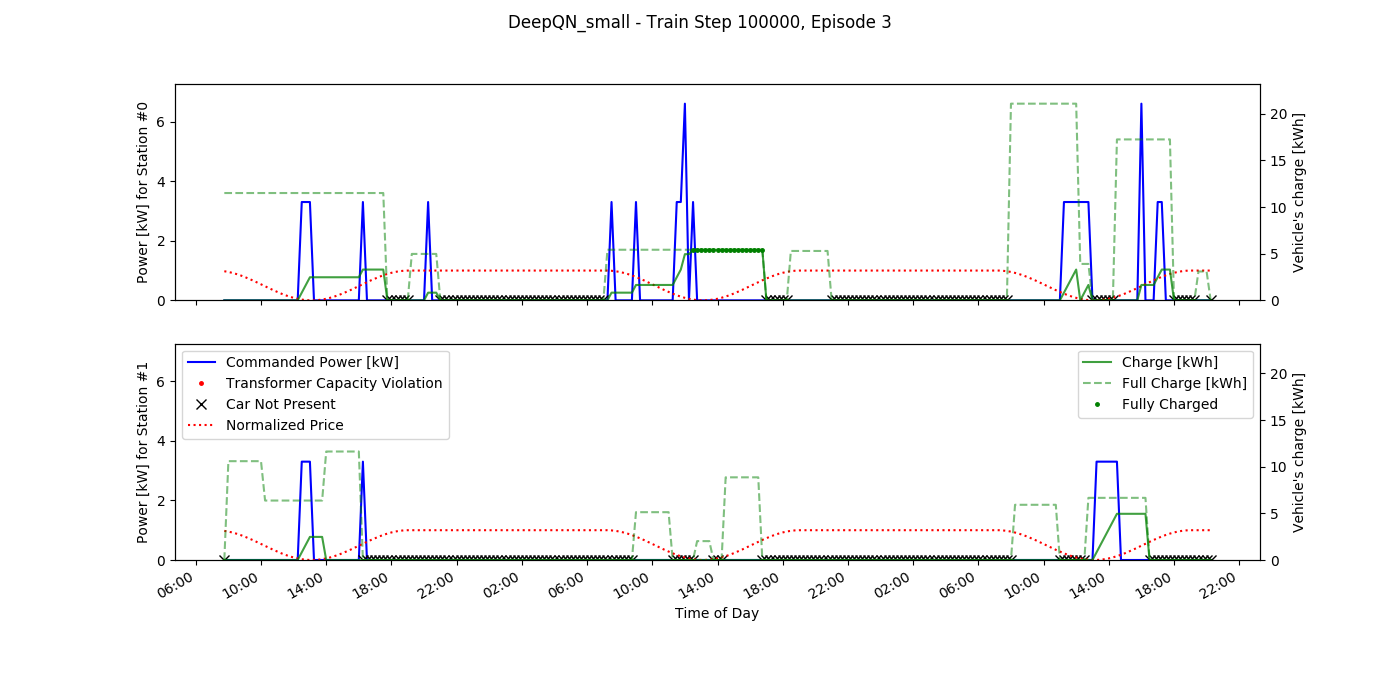 DeepQN_small - Train Step 100000, Episode 3
Power [kW] for Station #0
6
4
2
0
20
15
10
5
0
Vehicle's charge [kWh]
Power [kW] for Station #1
6
4
2
0
Commanded Power [kW]
Transformer Capacity Violation
Car Not Present
Normalized Price
Charge [kWh]
Full Charge [kWh]
Fully Charged
20
15
10
5
0
Vehicle's charge [kWh]
06:00 10:00 14:00 18:00 22:00 02:00 06:00 10:00 14:00 18:00 22:00 02:00 06:00 10:00 14:00 18:00 22:00
Time of Day